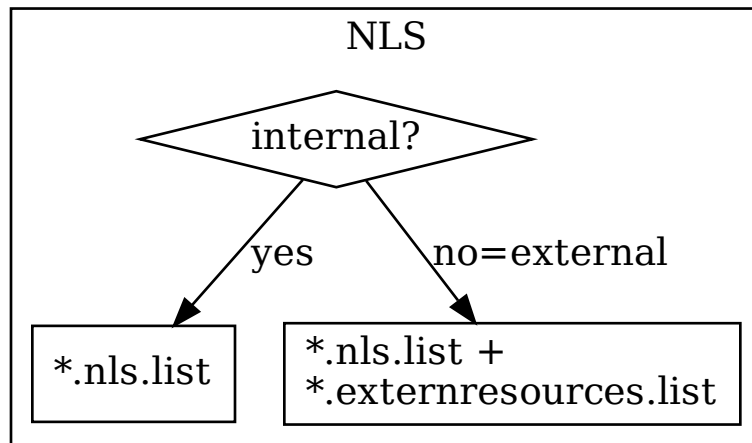 NLS
internal?
yes
no=external
*.nls.list
*.nls.list +
*.externresources.list